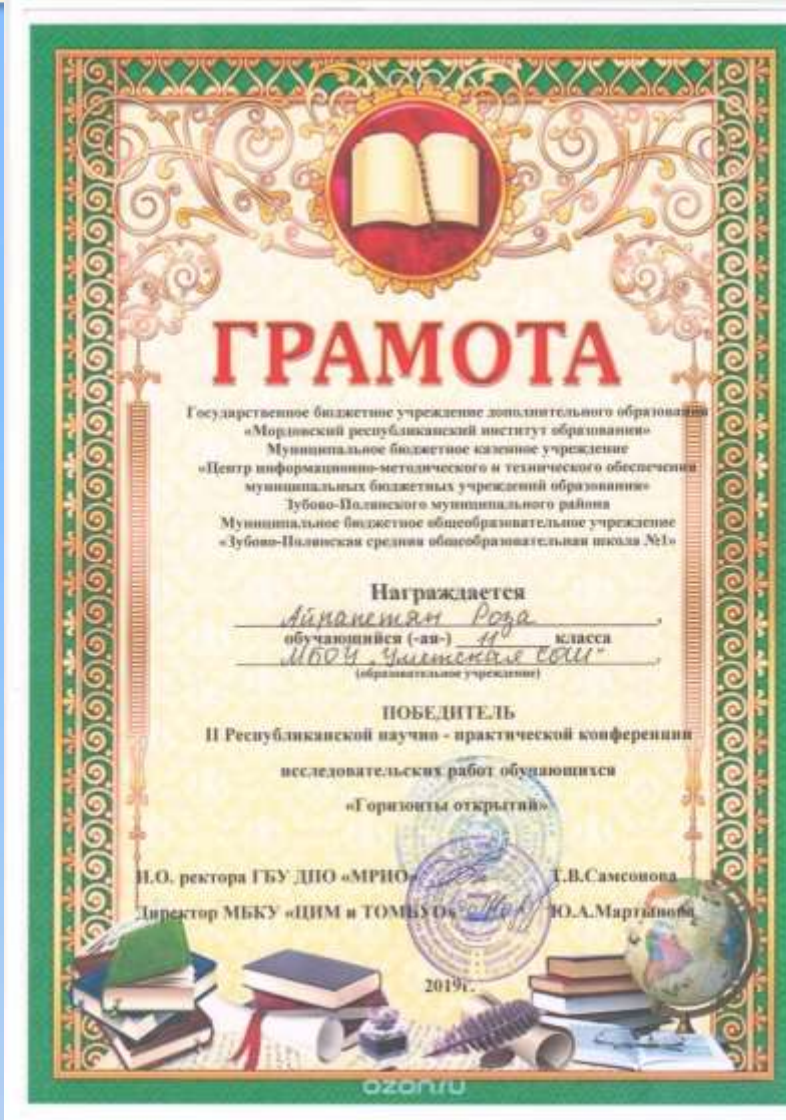 ГРАМОТА
Государственное бюджетное учреждение дополнительного образования
«Мордовский республиканский институт образования»
Муниципальное бюджетное казенное учреждение
«Центр информационно-методического и технического обеспечения
муниципальных бюджетных учреждений образования»
Зубово-Полянского муниципального района
Муниципальное бюджетное общеобразовательное учреждение
«Зубово-Полянская средняя общеобразовательная школа №1»
Награждается
Айрапетян Роза,
обучающийся (-ая-) 11 класса
МБОУ „Уметская СОШ",
(образовательное учреждение)
ПОБЕДИТЕЛЬ
II Республиканской научно - практической конференции
исследовательских работ обучающихся
«Горизонты открытий»
И.О. ректора ГБУ ДПО «МРИО» Т.В.Самсонова
Директор МБКУ «ЦИМ и ТОМБУО» Ю.А.Мартынова
2019г.
ozon.ru